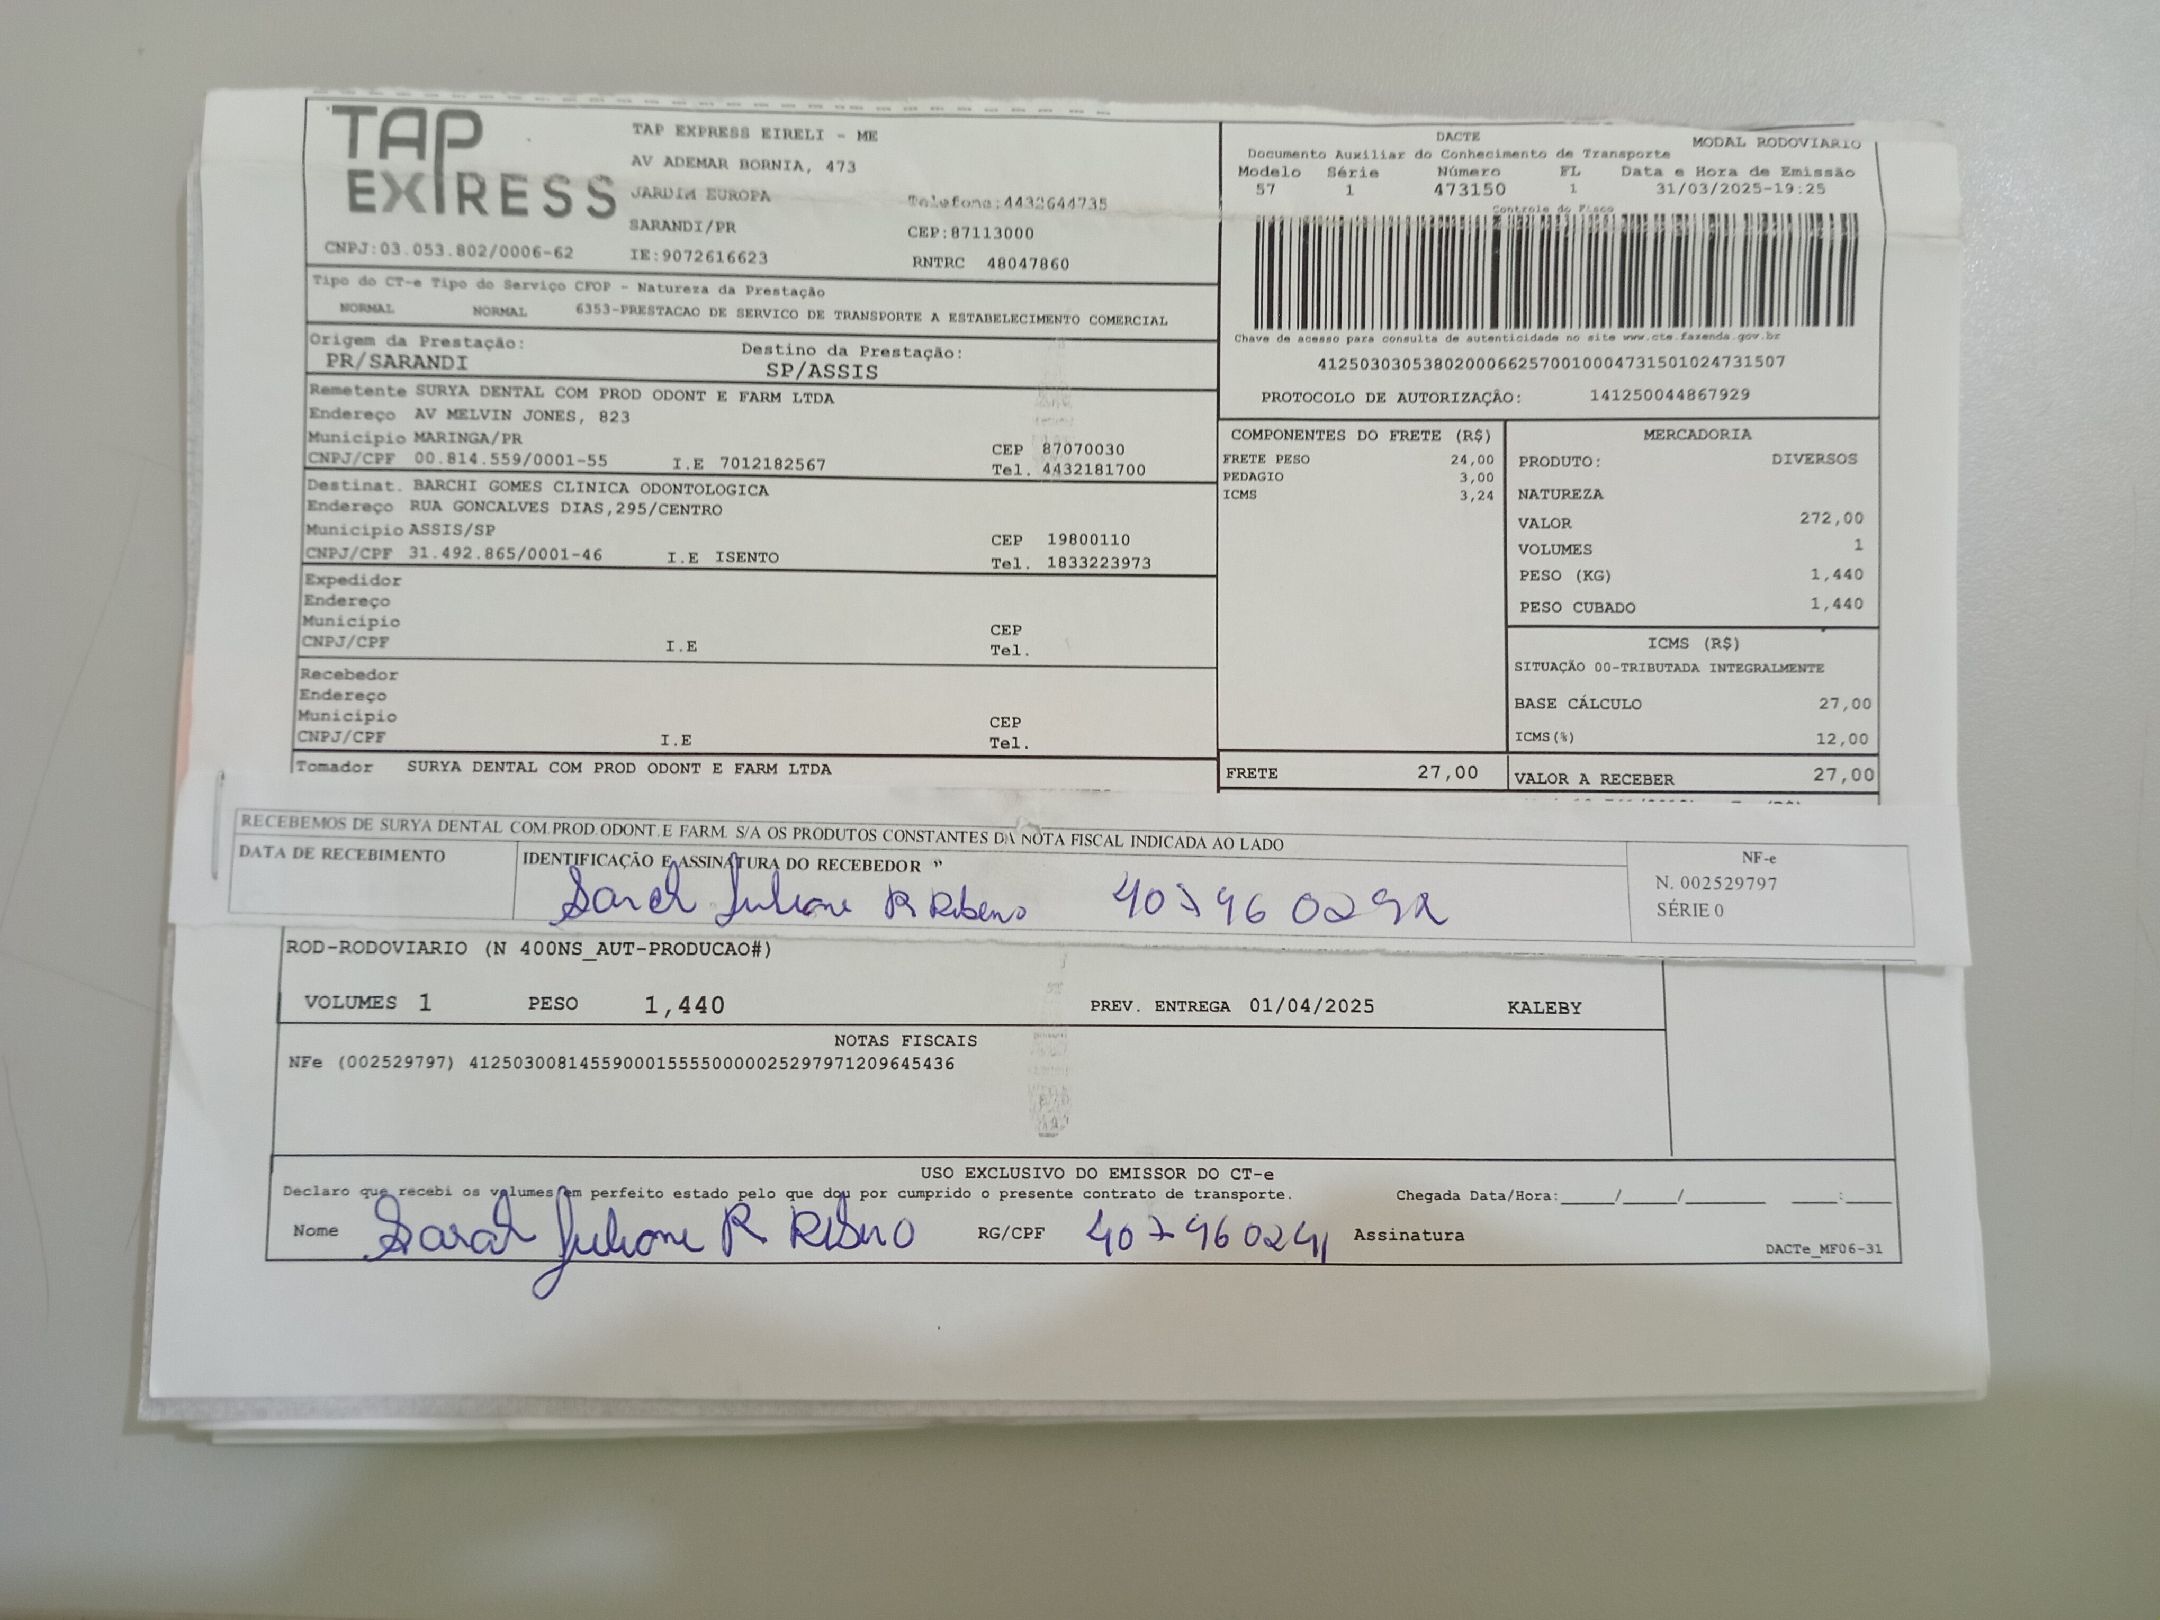 TAP EXPRESS
TAP EXPRESS EIRELI - ME
AV ADEMAR BORNIA, 473
JARDIM EUROPA Telefone:4432644735
SARANDI/PR CEP:87113000
CNPJ:03.053.802/0006-62 IE:9072616623 RNTRC 48047860
Tipo do CT-e Tipo do Serviço CFOP - Natureza da Prestação
NORMAL NORMAL 6353-PRESTACAO DE SERVICO DE TRANSPORTE A ESTABELECIMENTO COMERCIAL
Origem da Prestação: Destino da Prestação:
PR/SARANDI SP/ASSIS
Remetente SURYA DENTAL COM PROD ODONT E FARM LTDA
Endereço AV MELVIN JONES, 823
Município MARINGA/PR CEP 87070030
CNPJ/CPF 00.814.559/0001-55 I.E 7012182567 Tel. 4432181700
Destinat. BARCHI GOMES CLINICA ODONTOLOGICA
Endereço RUA GONCALVES DIAS,295/CENTRO
Município ASSIS/SP CEP 19800110
CNPJ/CPF 31.492.865/0001-46 I.E ISENTO Tel. 1833223973
Expedidor
Endereço
Município CEP
CNPJ/CPF I.E Tel.
Recebedor
Endereço
Município CEP
CNPJ/CPF I.E Tel.
Tomador SURYA DENTAL COM PROD ODONT E FARM LTDA
DACTE MODAL RODOVIARIO
Documento Auxiliar do Conhecimento de Transporte
Modelo Série Número FL Data e Hora de Emissão
57 1 473150 1 31/03/2025-19:25
Controle do Fisco
Chave de acesso para consulta de autenticidade no site www.cte.fazenda.gov.br
41250303053802000662570010004731501024731507
PROTOCOLO DE AUTORIZAÇÃO: 141250044867929
COMPONENTES DO FRETE (R$)
FRETE PESO 24,00
PEDAGIO 3,00
ICMS 3,24
FRETE 27,00
MERCADORIA
PRODUTO: DIVERSOS
NATUREZA
VALOR 272,00
VOLUMES 1
PESO (KG) 1,440
PESO CUBADO 1,440
ICMS (R$)
SITUAÇÃO 00-TRIBUTADA INTEGRALMENTE
BASE CÁLCULO 27,00
ICMS(%) 12,00
VALOR A RECEBER 27,00
RECEBEMOS DE SURYA DENTAL COM.PROD.ODONT.E FARM. S/A OS PRODUTOS CONSTANTES DA NOTA FISCAL INDICADA AO LADO
DATA DE RECEBIMENTO IDENTIFICAÇÃO E ASSINATURA DO RECEBEDOR "
Sarah Juliane R Ribeiro
NF-e
N. 002529797
SÉRIE 0
ROD-RODOVIARIO (N 400NS_AUT-PRODUCAO#)
VOLUMES 1 PESO 1,440 PREV. ENTREGA 01/04/2025 KALEBY
NOTAS FISCAIS
NFe (002529797) 41250300814559000155550000025297971209645436
USO EXCLUSIVO DO EMISSOR DO CT-e
Declaro que recebi os volumes em perfeito estado pelo que dou por cumprido o presente contrato de transporte. Chegada Data/Hora:_____/_____/________ ____:____
Nome Sarah Juliane R Ribeiro RG/CPF Assinatura
DACTe_MF06-31